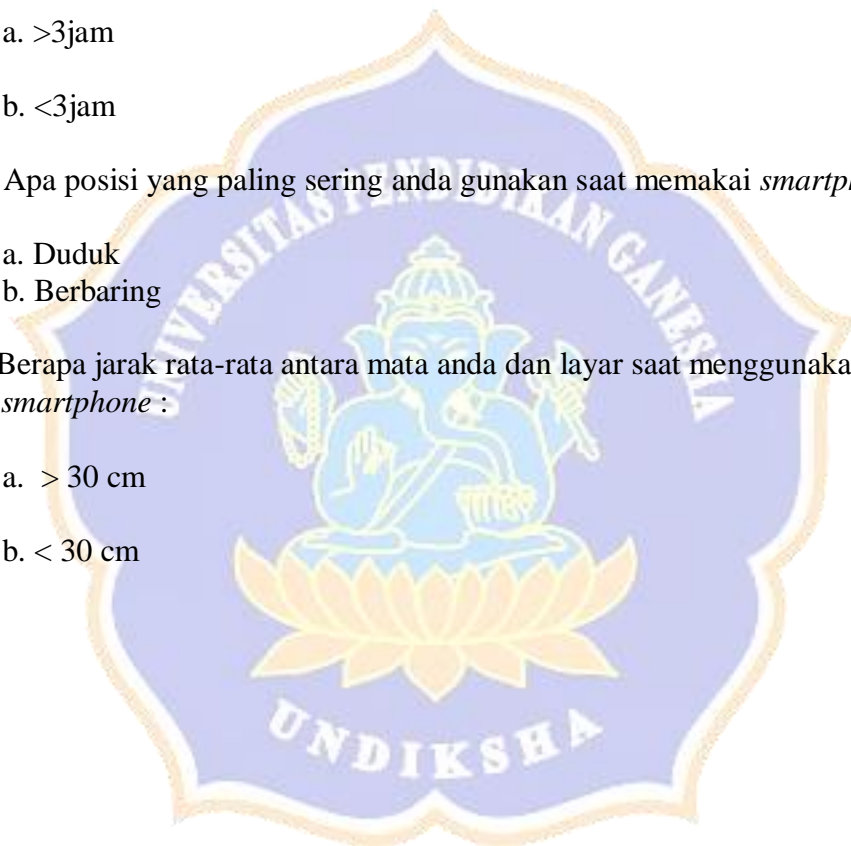 a. >3jam
b. <3jam
Apa posisi yang paling sering anda gunakan saat memakai
a. Duduk
b. Berbaring
Berapa jarak rata-rata antara mata anda dan layar saat
smartphone :
a. > 30 cm
b. < 30 cm
UNIVERSITAS PENDIDIKAN GANESHA
UNDIKSHA